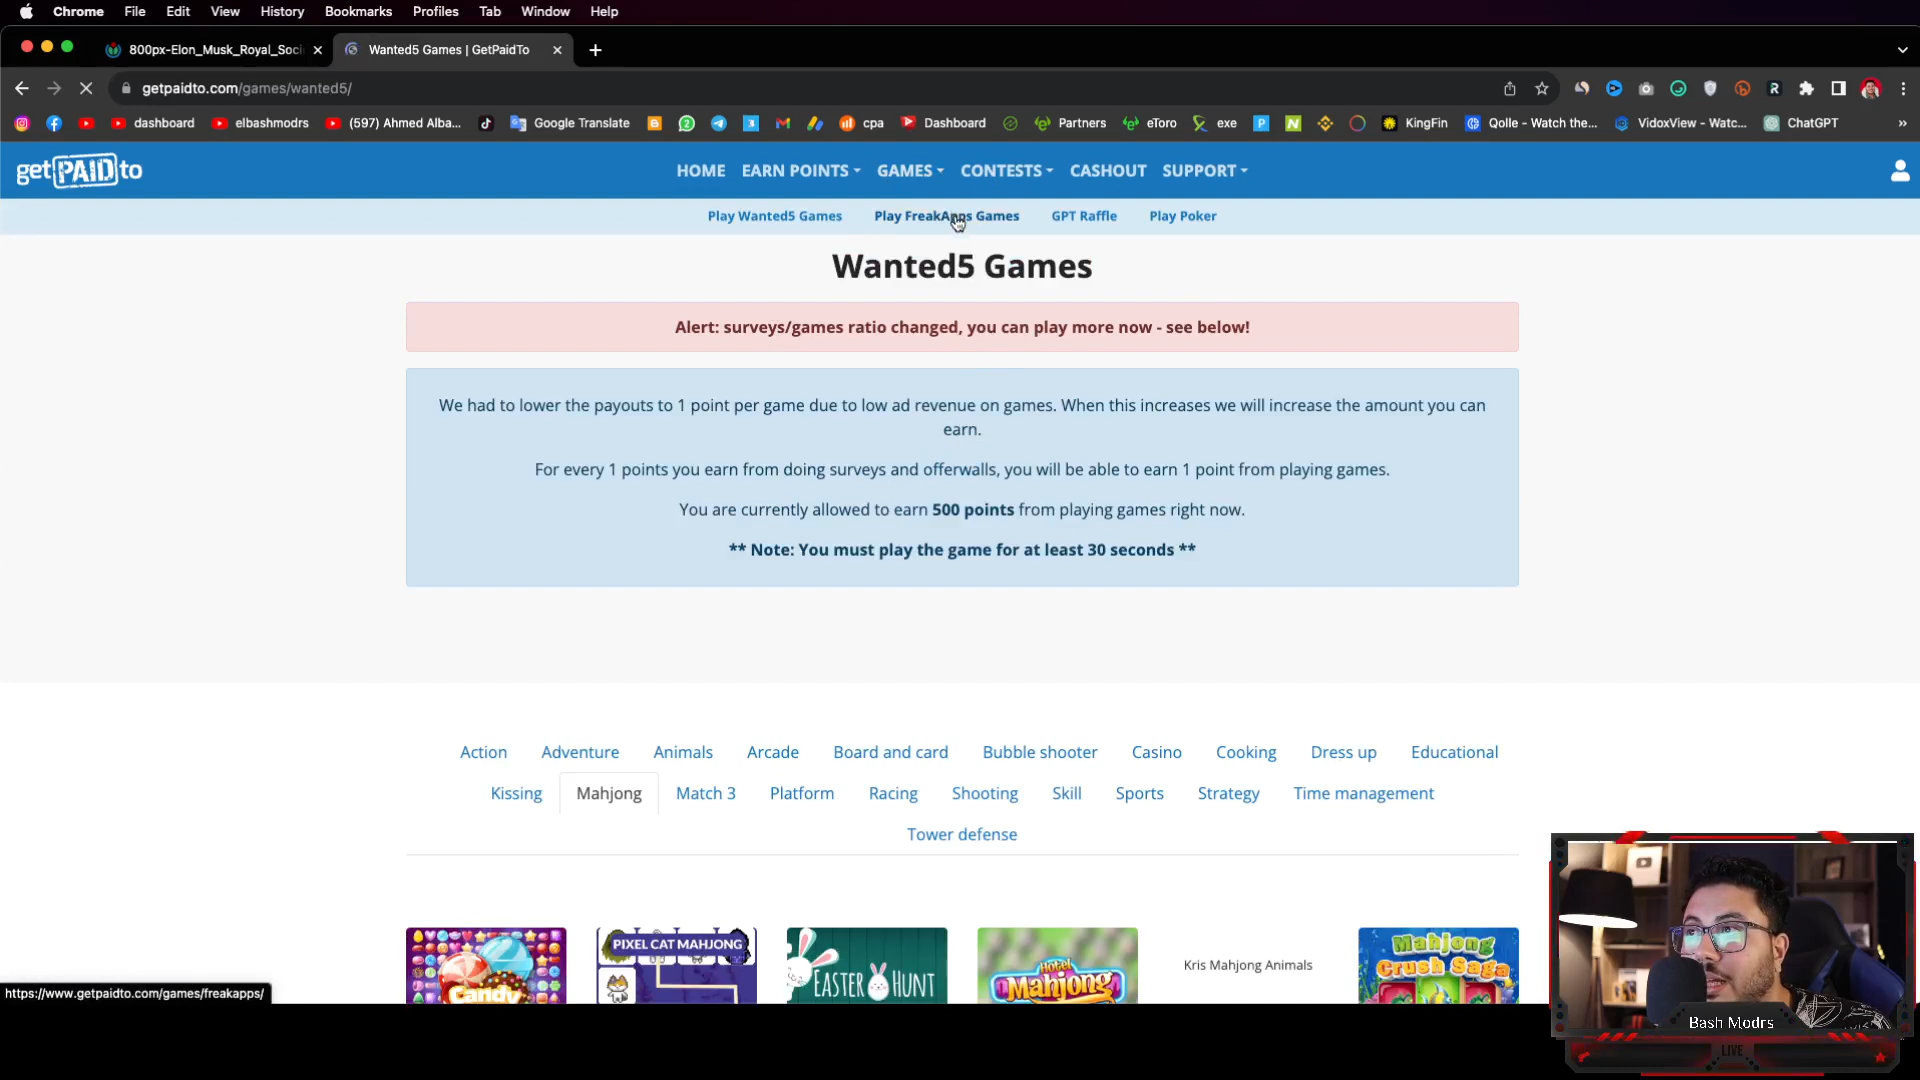 Chrome File Edit View History Bookmarks Profiles Tab Window Help
800px-Elon_Musk_Royal_Soci
Wanted5 Games | GetPaidTo
getpaidto.com/games/wanted5/
dashboard
elbashmodrs
(597) Ahmed Alba...
Google Translate
cpa
Dashboard
Partners
eToro
exe
KingFin
Qolle - Watch the...
VidoxView - Watc...
ChatGPT
getPAIDto
HOME EARN POINTS GAMES CONTESTS CASHOUT SUPPORT
Play Wanted5 Games Play FreakApps Games GPT Raffle Play Poker
Wanted5 Games
Alert: surveys/games ratio changed, you can play more now - see below!
We had to lower the payouts to 1 point per game due to low ad revenue on games. When this increases we will increase the amount you can
earn.
For every 1 points you earn from doing surveys and offerwalls, you will be able to earn 1 point from playing games.
You are currently allowed to earn 500 points from playing games right now.
** Note: You must play the game for at least 30 seconds **
Action Adventure Animals Arcade Board and card Bubble shooter Casino Cooking Dress up Educational
Kissing Mahjong Match 3 Platform Racing Shooting Skill Sports Strategy Time management
Tower defense
Candy
PIXEL CAT MAHJONG
EASTER HUNT
Hotel
Mahjong
Kris Mahjong Animals
Mahjong
Crush Saga
https://www.getpaidto.com/games/freakapps/
Bash Modrs
LIVE